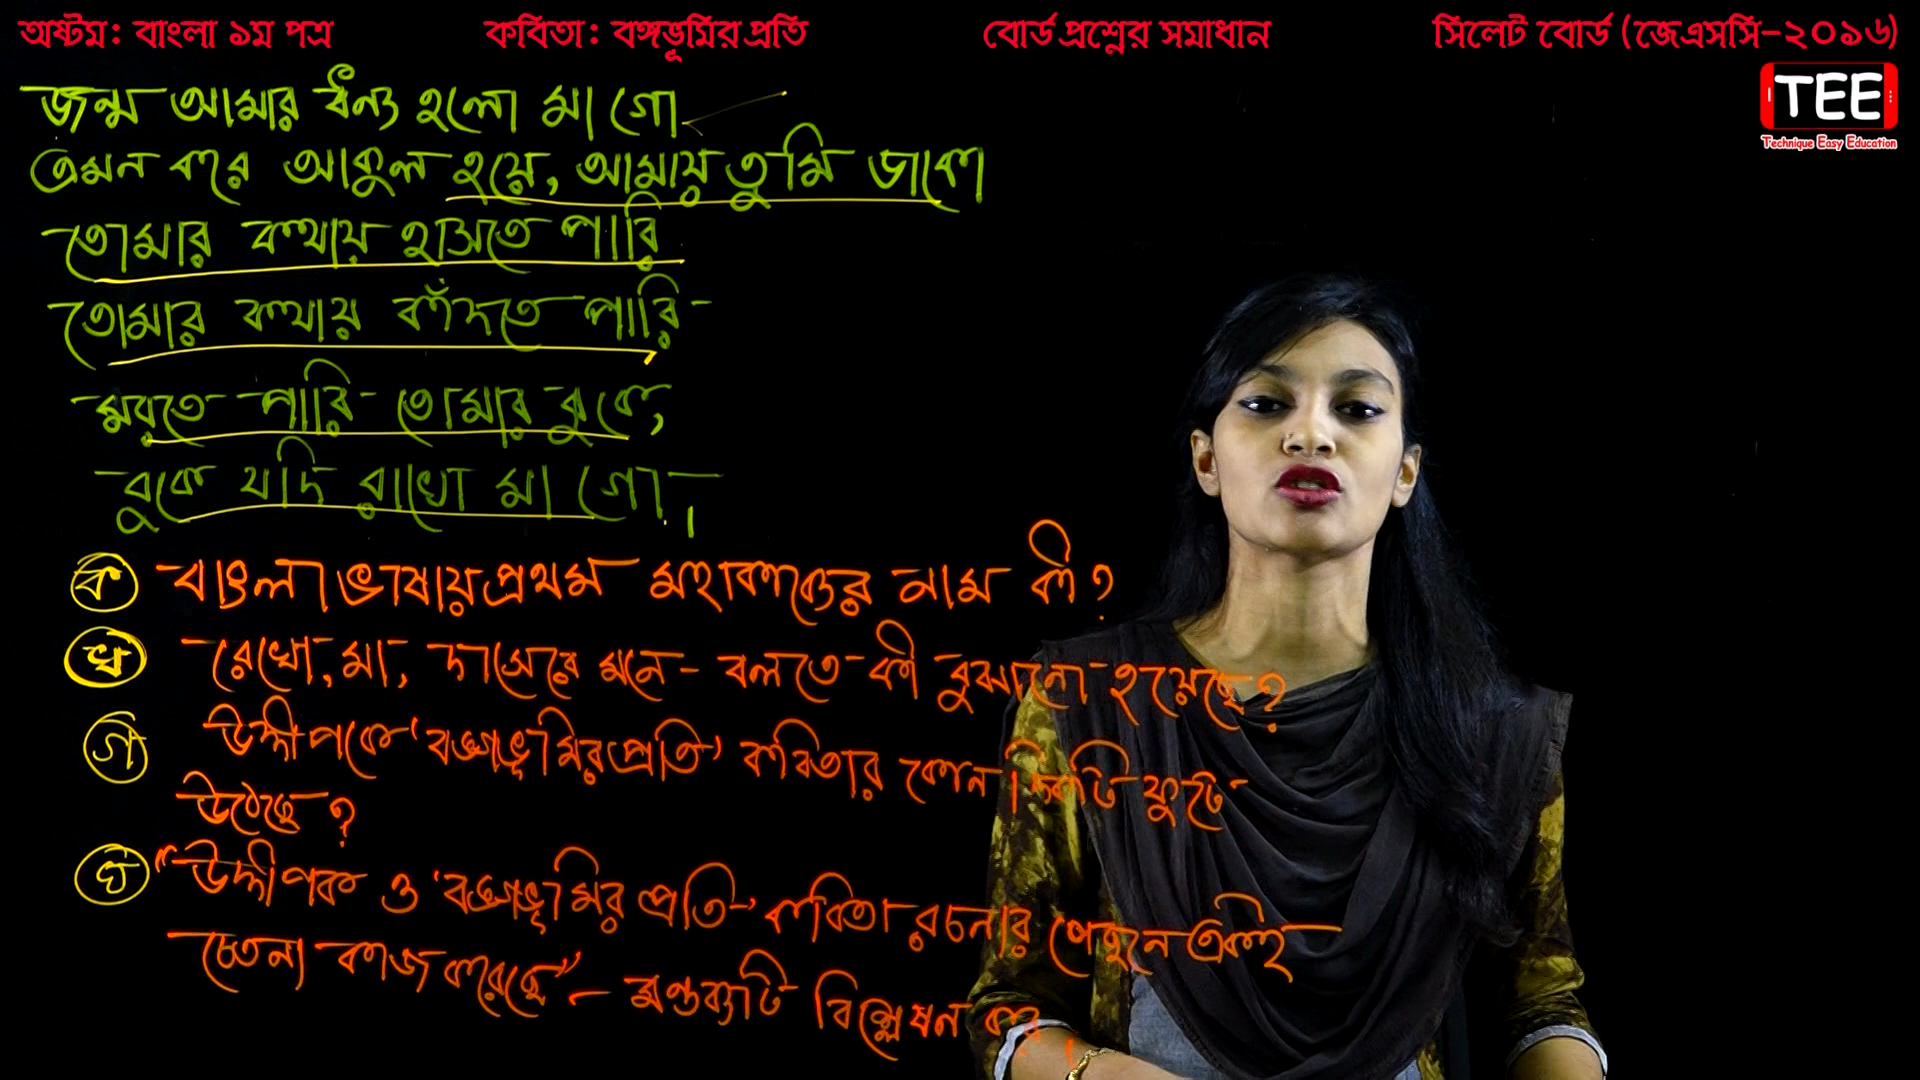 অষ্টম: বাংলা ১ম পত্র কবিতা: বঙ্গভূমির প্রতি বোর্ড প্রশ্নের সমাধান সিলেট বোর্ড (জেএসসি-২০১৬)
TEE
Technique Easy Education
জন্ম আমার ধন্য হলো মা গো
এমন করে আকুল হয়ে, আমায় তুমি ডাকো
তোমার কথায় হাসতে পারি
তোমার কথায় কাঁদতে পারি
মরতে পারি তোমার বুকে,
বুকে যদি রাখো মা গো।
ক বাংলা ভাষায় প্রথম মহাকাব্যের নাম কী?
খ রেখো, মা, দাসেরে মনে - বলতে কী বুঝানো হয়েছে?
গ উদ্দীপকে 'বঙ্গভূমির প্রতি' কবিতার কোন দিকটি ফুটে
উঠেছে?
ঘ "উদ্দীপক ও 'বঙ্গভূমির প্রতি' কবিতা রচনার পেছনে একই
চেতনা কাজ করেছে" - মন্তব্যটি বিশ্লেষন কর।